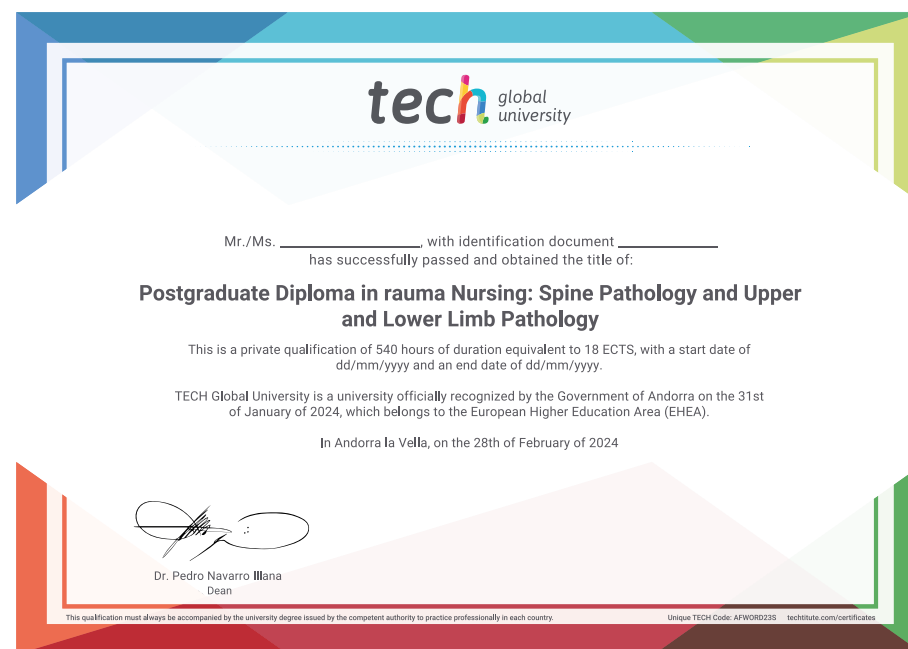 tech global
university
Mr./Ms. ____________________, with identification document ______________
has successfully passed and obtained the title of:
Postgraduate Diploma in rauma Nursing: Spine Pathology and Upper
and Lower Limb Pathology
This is a private qualification of 540 hours of duration equivalent to 18 ECTS, with a start date of
dd/mm/yyyy and an end date of dd/mm/yyyy.
TECH Global University is a university officially recognized by the Government of Andorra on the 31st
of January of 2024, which belongs to the European Higher Education Area (EHEA).
In Andorra la Vella, on the 28th of February of 2024
Dr. Pedro Navarro Illana
Dean
This qualification must always be accompanied by the university degree issued by the competent authority to practice professionally in each country.
Unique TECH Code: AFWORD23S techtitute.com/certificates